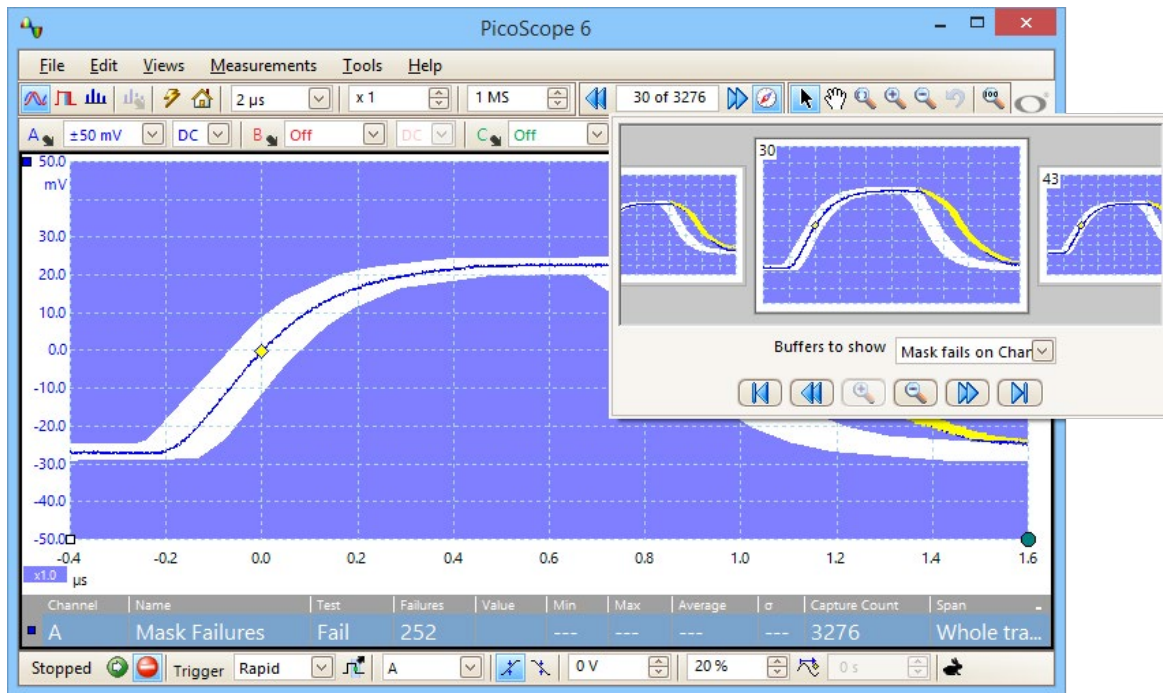 PicoScope 6
File Edit Views Measurements Tools Help
2 µs x 1 1 MS 30 of 3276
A ±50 mV DC B Off DC C Off
50.0
mV
30.0
20.0
10.0
0.0
-10.0
-20.0
-30.0
-40.0
-50.0
-0.4 -0.2 0.0 0.2 0.4 0.6 0.8 1.0 1.2 1.4 1.6
x1.0 µs
30
43
Buffers to show Mask fails on Chan
Channel Name Test Failures Value Min Max Average σ Capture Count Span
A Mask Failures Fail 252 --- --- --- --- 3276 Whole tra...
Stopped Trigger Rapid A 0 V 20 % 0 s